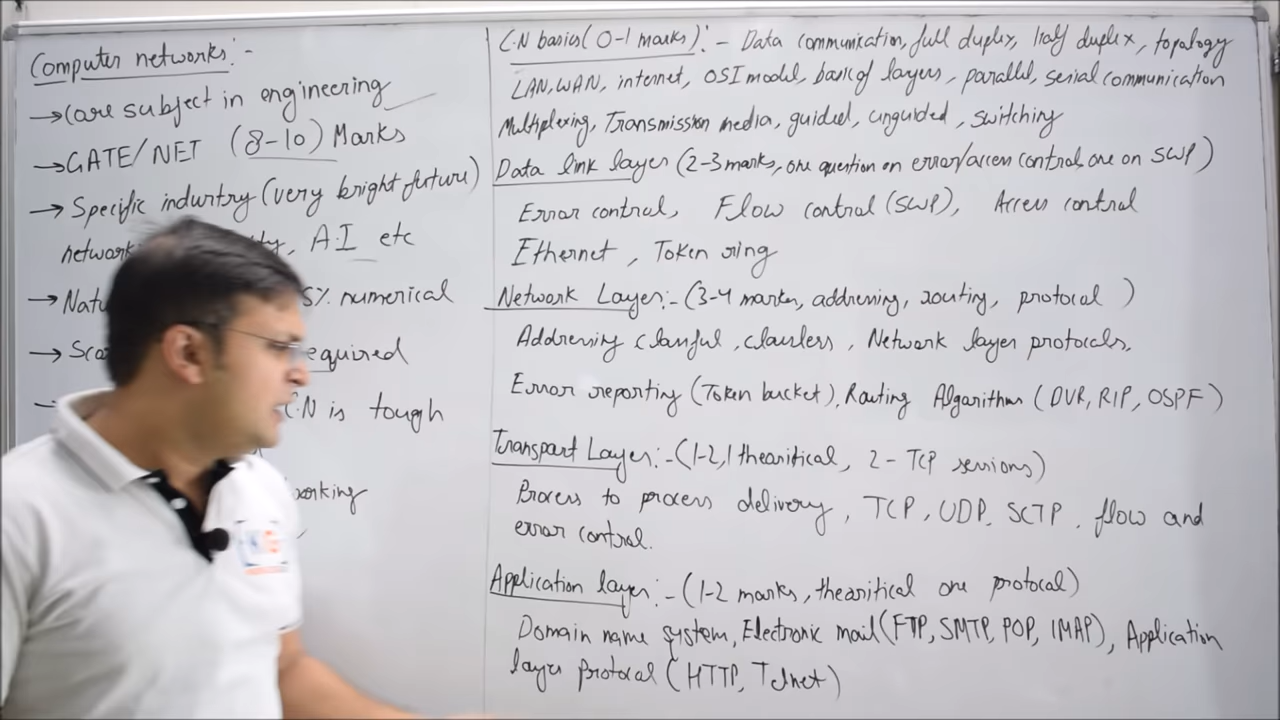 Computer networks:-
→ Core subject in engineering
→ GATE/NET (8-10) Marks
→ Specific industry (very bright future)
network, A.I etc
→ 5% numerical
→ required
C.N is tough
C.N basics (0-1 marks):- Data communication, full duplex, half duplex, topology
LAN, WAN, internet, OSI model, basic of layers, parallel, serial communication
Multiplexing, Transmission media, guided, unguided, switching
Data link layer (2-3 marks, one question on error/access control, one on SWP)
Error control, Flow control (SWP), Access control
Ethernet, Token ring
Network Layer:- (3-4 marks, addressing, routing, protocol)
Addressing classful, classless, Network layer protocols,
Error reporting (Token bucket), Routing Algorithm (DVR, RIP, OSPF)
Transport Layer:- (1-2, 1 thearitical, 2 - TCP sessions)
Process to process delivery, TCP, UDP, SCTP, flow and
error control.
Application layer:- (1-2 marks, thearitical one protocol)
Domain name system, Electronic mail (FTP, SMTP, POP, IMAP), Application
layer protocol (HTTP, Telnet)